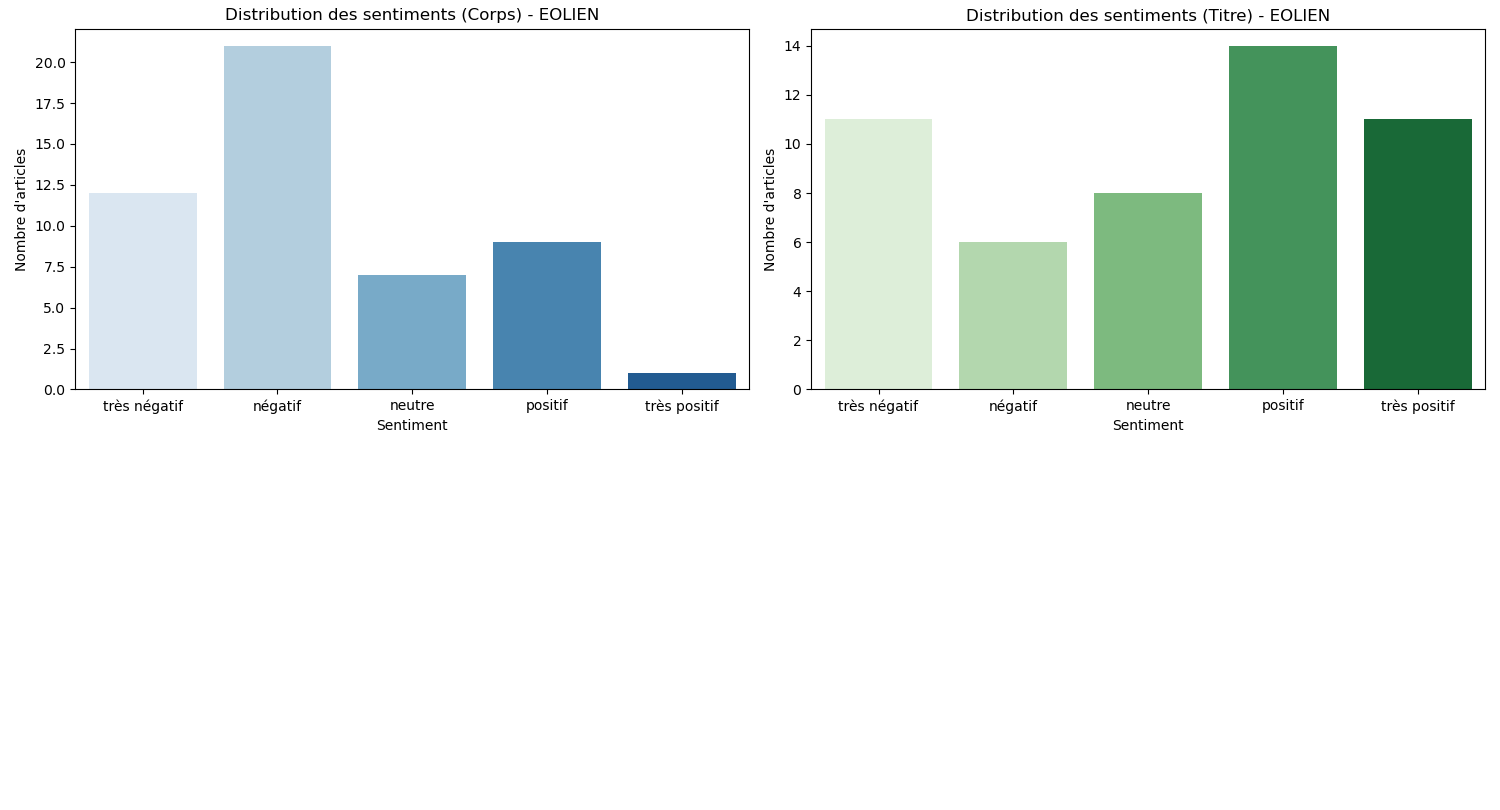 Distribution des sentiments (Corps) - EOLIEN
Nombre d'articles
20.0
17.5
15.0
12.5
10.0
7.5
5.0
2.5
0.0
très négatif
négatif
neutre
positif
très positif
Sentiment
Distribution des sentiments (Titre) - EOLIEN
Nombre d'articles
14
12
10
8
6
4
2
0
très négatif
négatif
neutre
positif
très positif
Sentiment